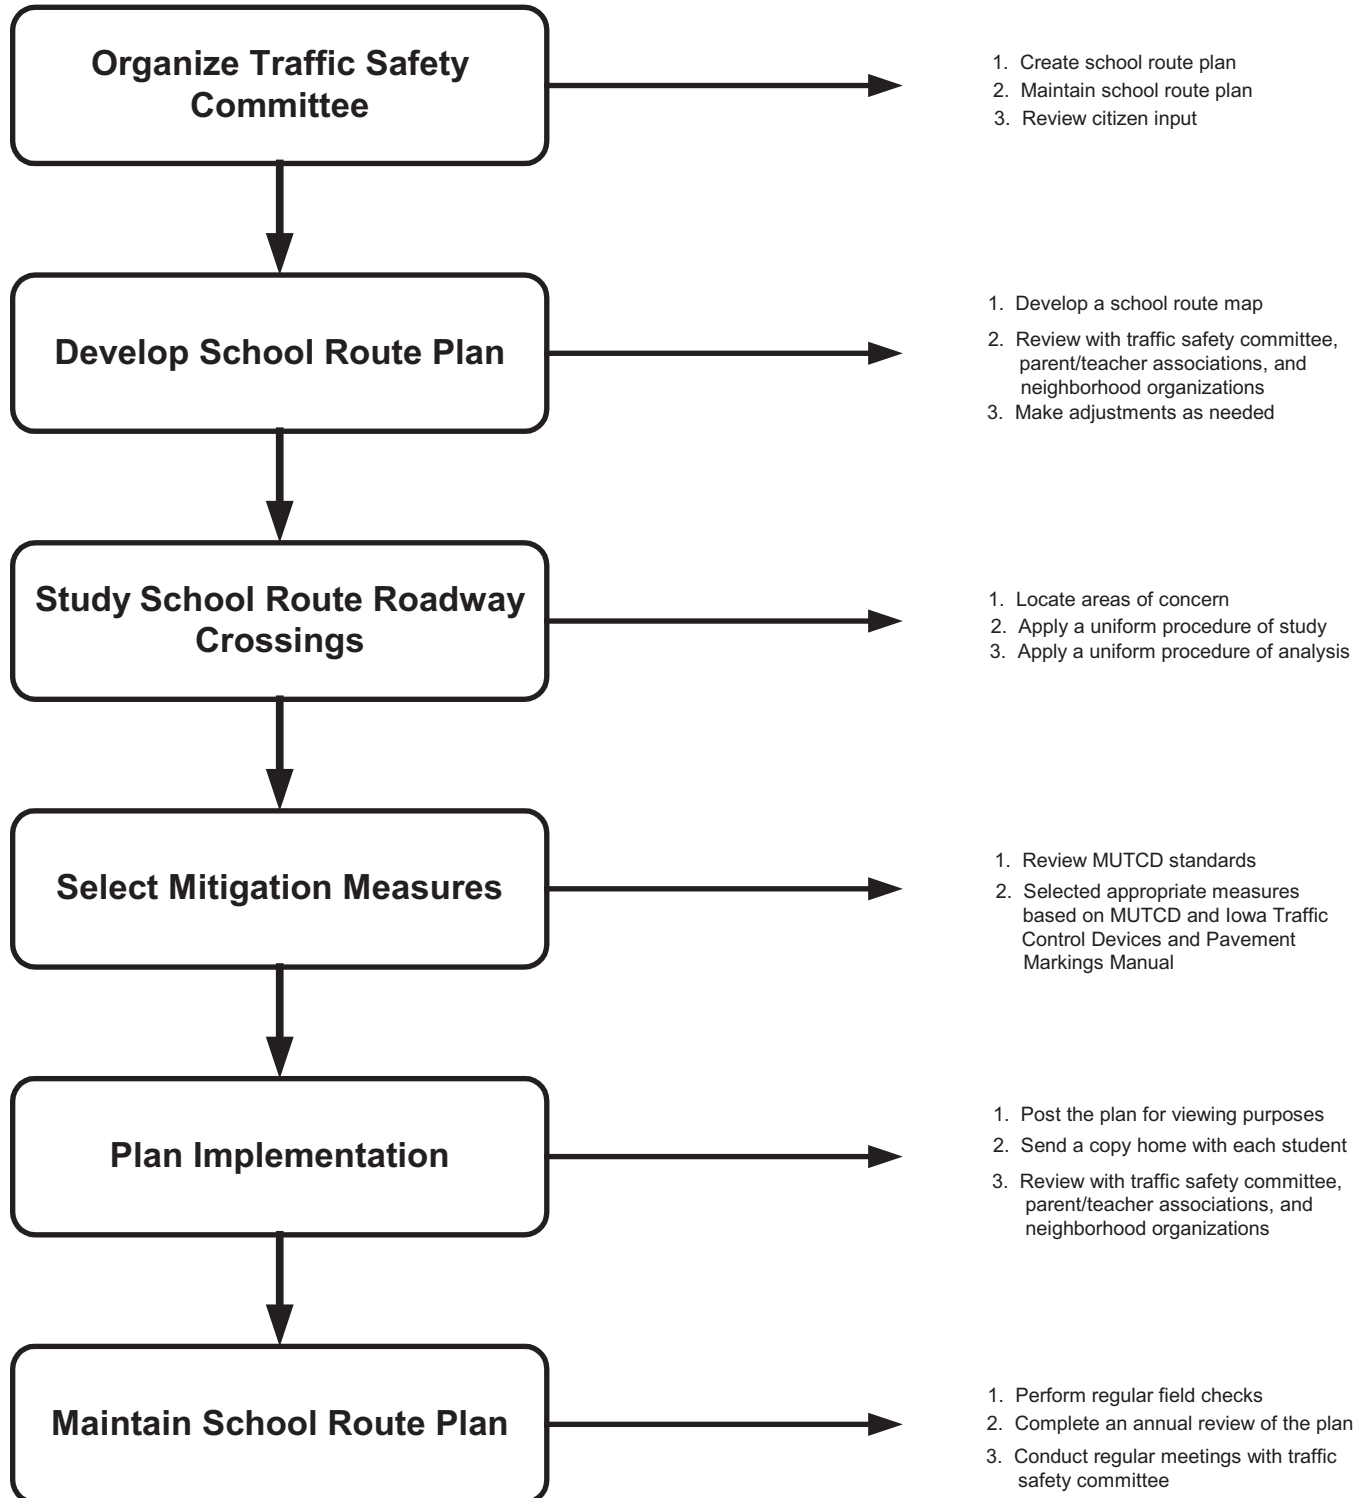 Organize Traffic Safety
Committee
1. Create school route plan
2. Maintain school route plan
3. Review citizen input
Develop School Route Plan
1. Develop a school route map
2. Review with traffic safety committee,
parent/teacher associations, and
neighborhood organizations
3. Make adjustments as needed
Study School Route Roadway
Crossings
1. Locate areas of concern
2. Apply a uniform procedure of study
3. Apply a uniform procedure of analysis
Select Mitigation Measures
1. Review MUTCD standards
2. Selected appropriate measures
based on MUTCD and Iowa Traffic
Control Devices and Pavement
Markings Manual
Plan Implementation
1. Post the plan for viewing purposes
2. Send a copy home with each student
3. Review with traffic safety committee,
parent/teacher associations, and
neighborhood organizations
Maintain School Route Plan
1. Perform regular field checks
2. Complete an annual review of the plan
3. Conduct regular meetings with traffic
safety committee